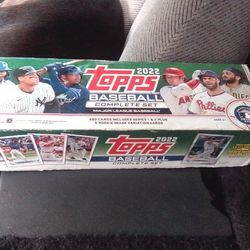 2022
TOPPS
BASEBALL
COMPLETE SET
MAJOR LEAGUE BASEBALL
660 CARDS INCLUDES SERIES 1 & 2 PLUS
5 ROOKIE IMAGE VARIATION CARDS
Phillies
2022
TOPPS
BASEBALL
COMPLETE SET